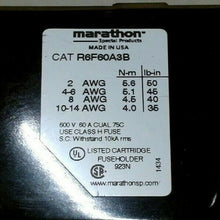 marathon™
Special Products
MADE IN USA
CAT R6F60A3B
N-m lb-in
2 AWG 5.6 50
4-6 AWG 5.1 45
8 AWG 4.5 40
10-14 AWG 4.0 35
600 V 60 A CU,AL 75C
USE CLASS H FUSE
S.C. Withstand 10kA rms
LISTED CARTRIDGE
FUSEHOLDER
923N
www.marathonsp.com
1434